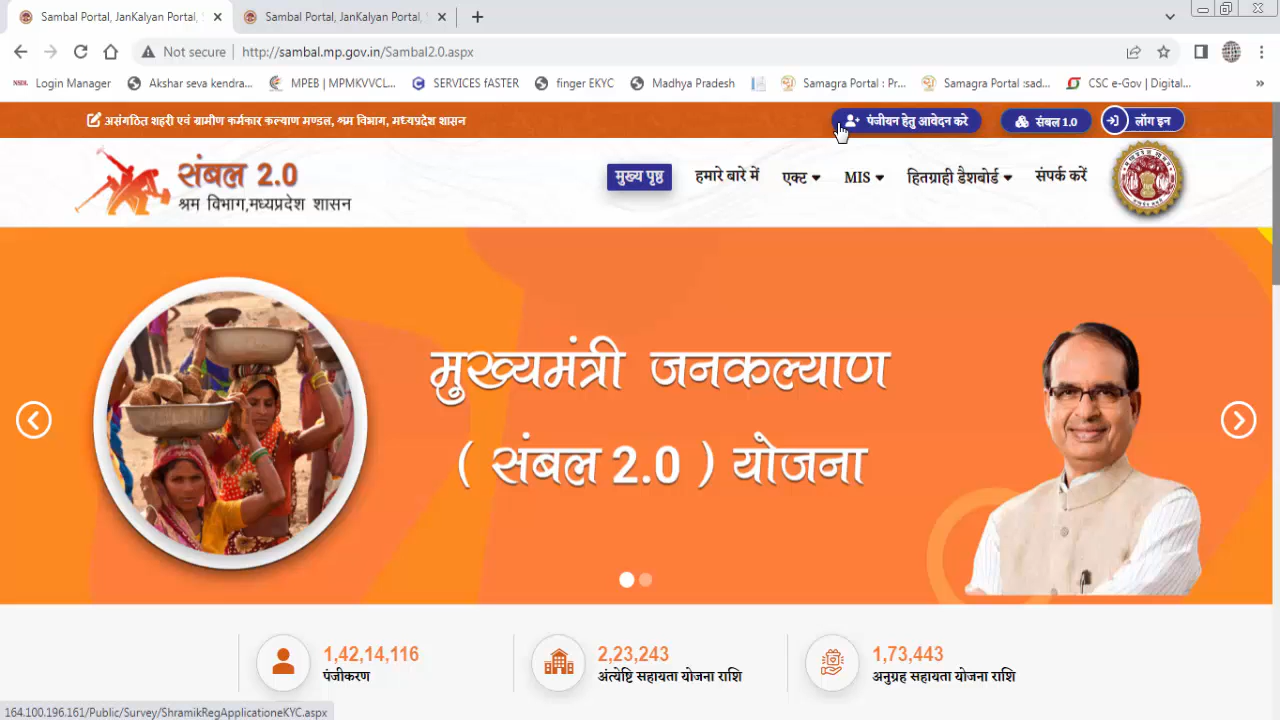 Sambal Portal, JanKalyan Portal,
Sambal Portal, JanKalyan Portal,
Not secure
http://sambal.mp.gov.in/Sambal2.0.aspx
NSDL Login Manager
Akshar seva kendra...
MPEB | MPMKVVCL...
SERVICES fASTER
finger EKYC
Madhya Pradesh
Samagra Portal : Pr...
Samagra Portal :sad...
CSC e-Gov | Digital...
»
असंगठित शहरी एवं ग्रामीण कर्मकार कल्याण मण्डल, श्रम विभाग, मध्यप्रदेश शासन
पंजीयन हेतु आवेदन करे
संबल 1.0
लॉग इन
संबल 2.0
श्रम विभाग,मध्यप्रदेश शासन
मुख्य पृष्ठ
हमारे बारे में
एक्ट
MIS
हितग्राही डैशबोर्ड
संपर्क करें
मुख्यमंत्री जनकल्याण
( संबल 2.0 ) योजना
1,42,14,116
पंजीकरण
2,23,243
अंत्येष्टि सहायता योजना राशि
1,73,443
अनुग्रह सहायता योजना राशि
164.100.196.161/Public/Survey/ShramikRegApplicationeKYC.aspx